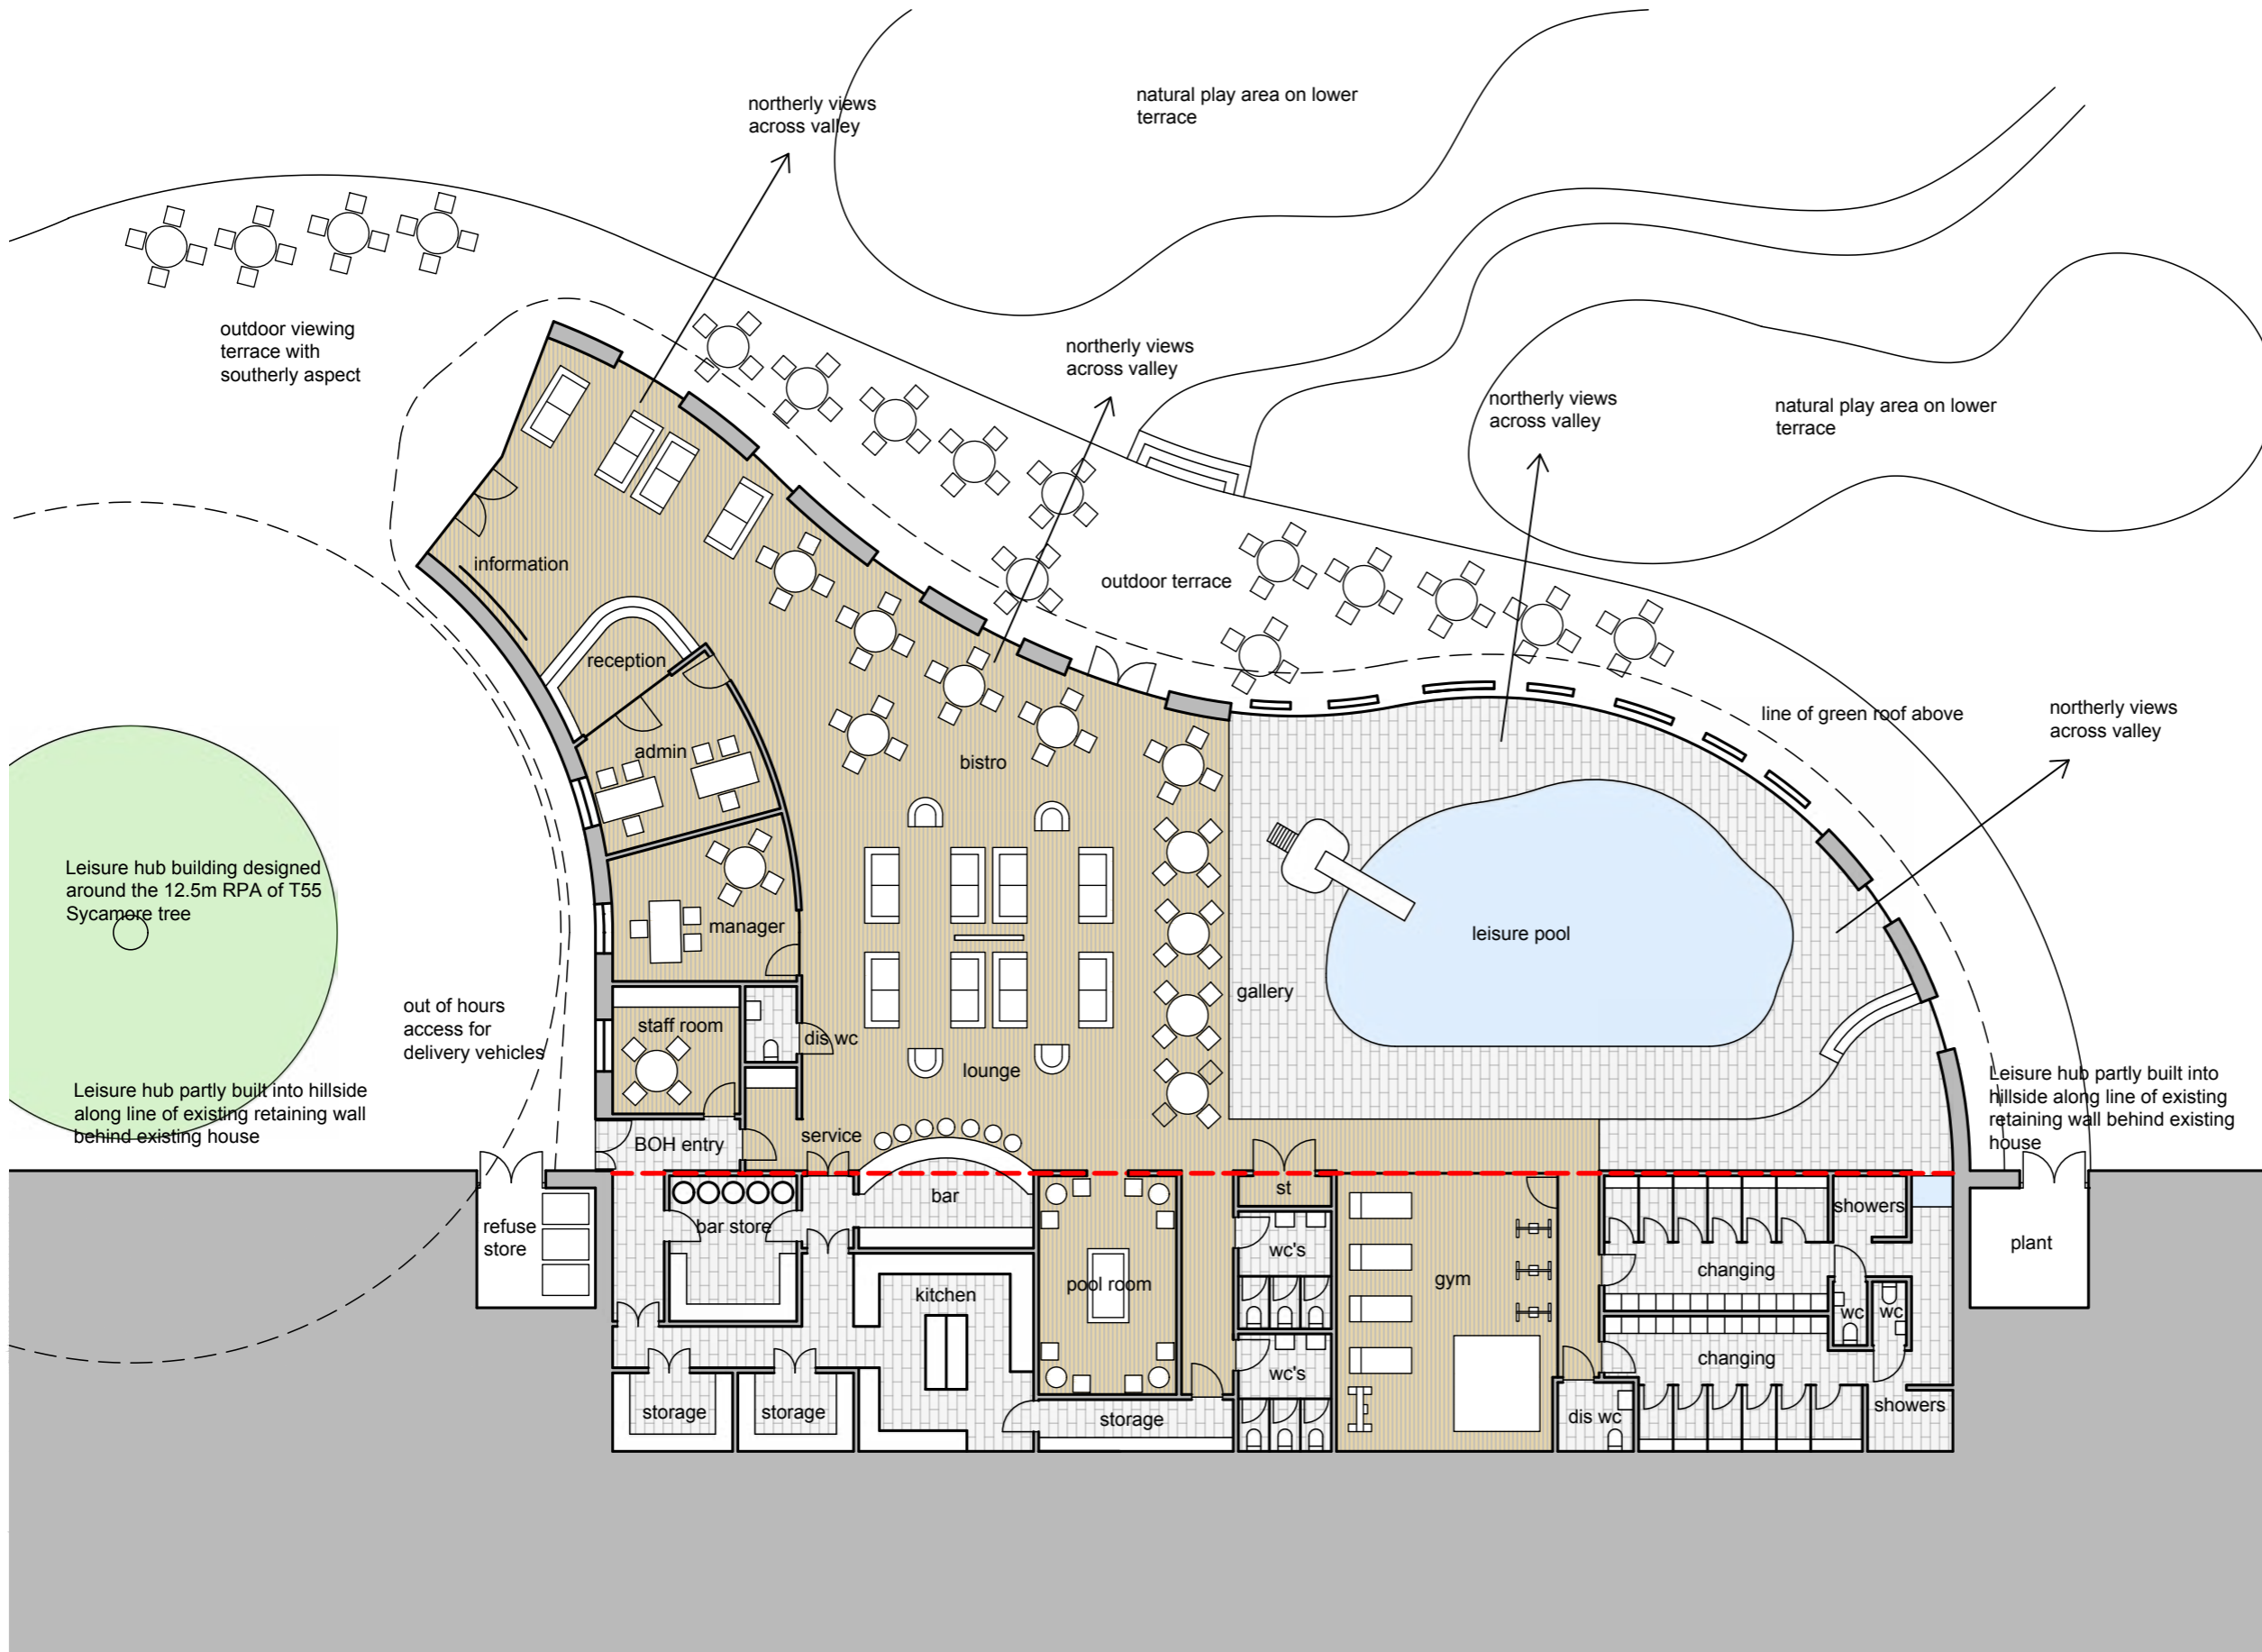 northerly views
across valley
natural play area on lower
terrace
outdoor viewing
terrace with
southerly aspect
northerly views
across valley
northerly views
across valley
natural play area on lower
terrace
information
outdoor terrace
reception
line of green roof above
northerly views
across valley
admin
bistro
Leisure hub building designed
around the 12.5m RPA of T55
Sycamore tree
manager
leisure pool
gallery
out of hours
access for
delivery vehicles
staff room
dis wc
lounge
Leisure hub partly built into hillside
along line of existing retaining wall
behind existing house
Leisure hub partly built into
hillside along line of existing
retaining wall behind existing
house
BOH entry
service
bar
st
showers
refuse
store
bar store
wc's
plant
pool room
gym
changing
kitchen
wc
wc
changing
wc's
storage
storage
storage
dis wc
showers